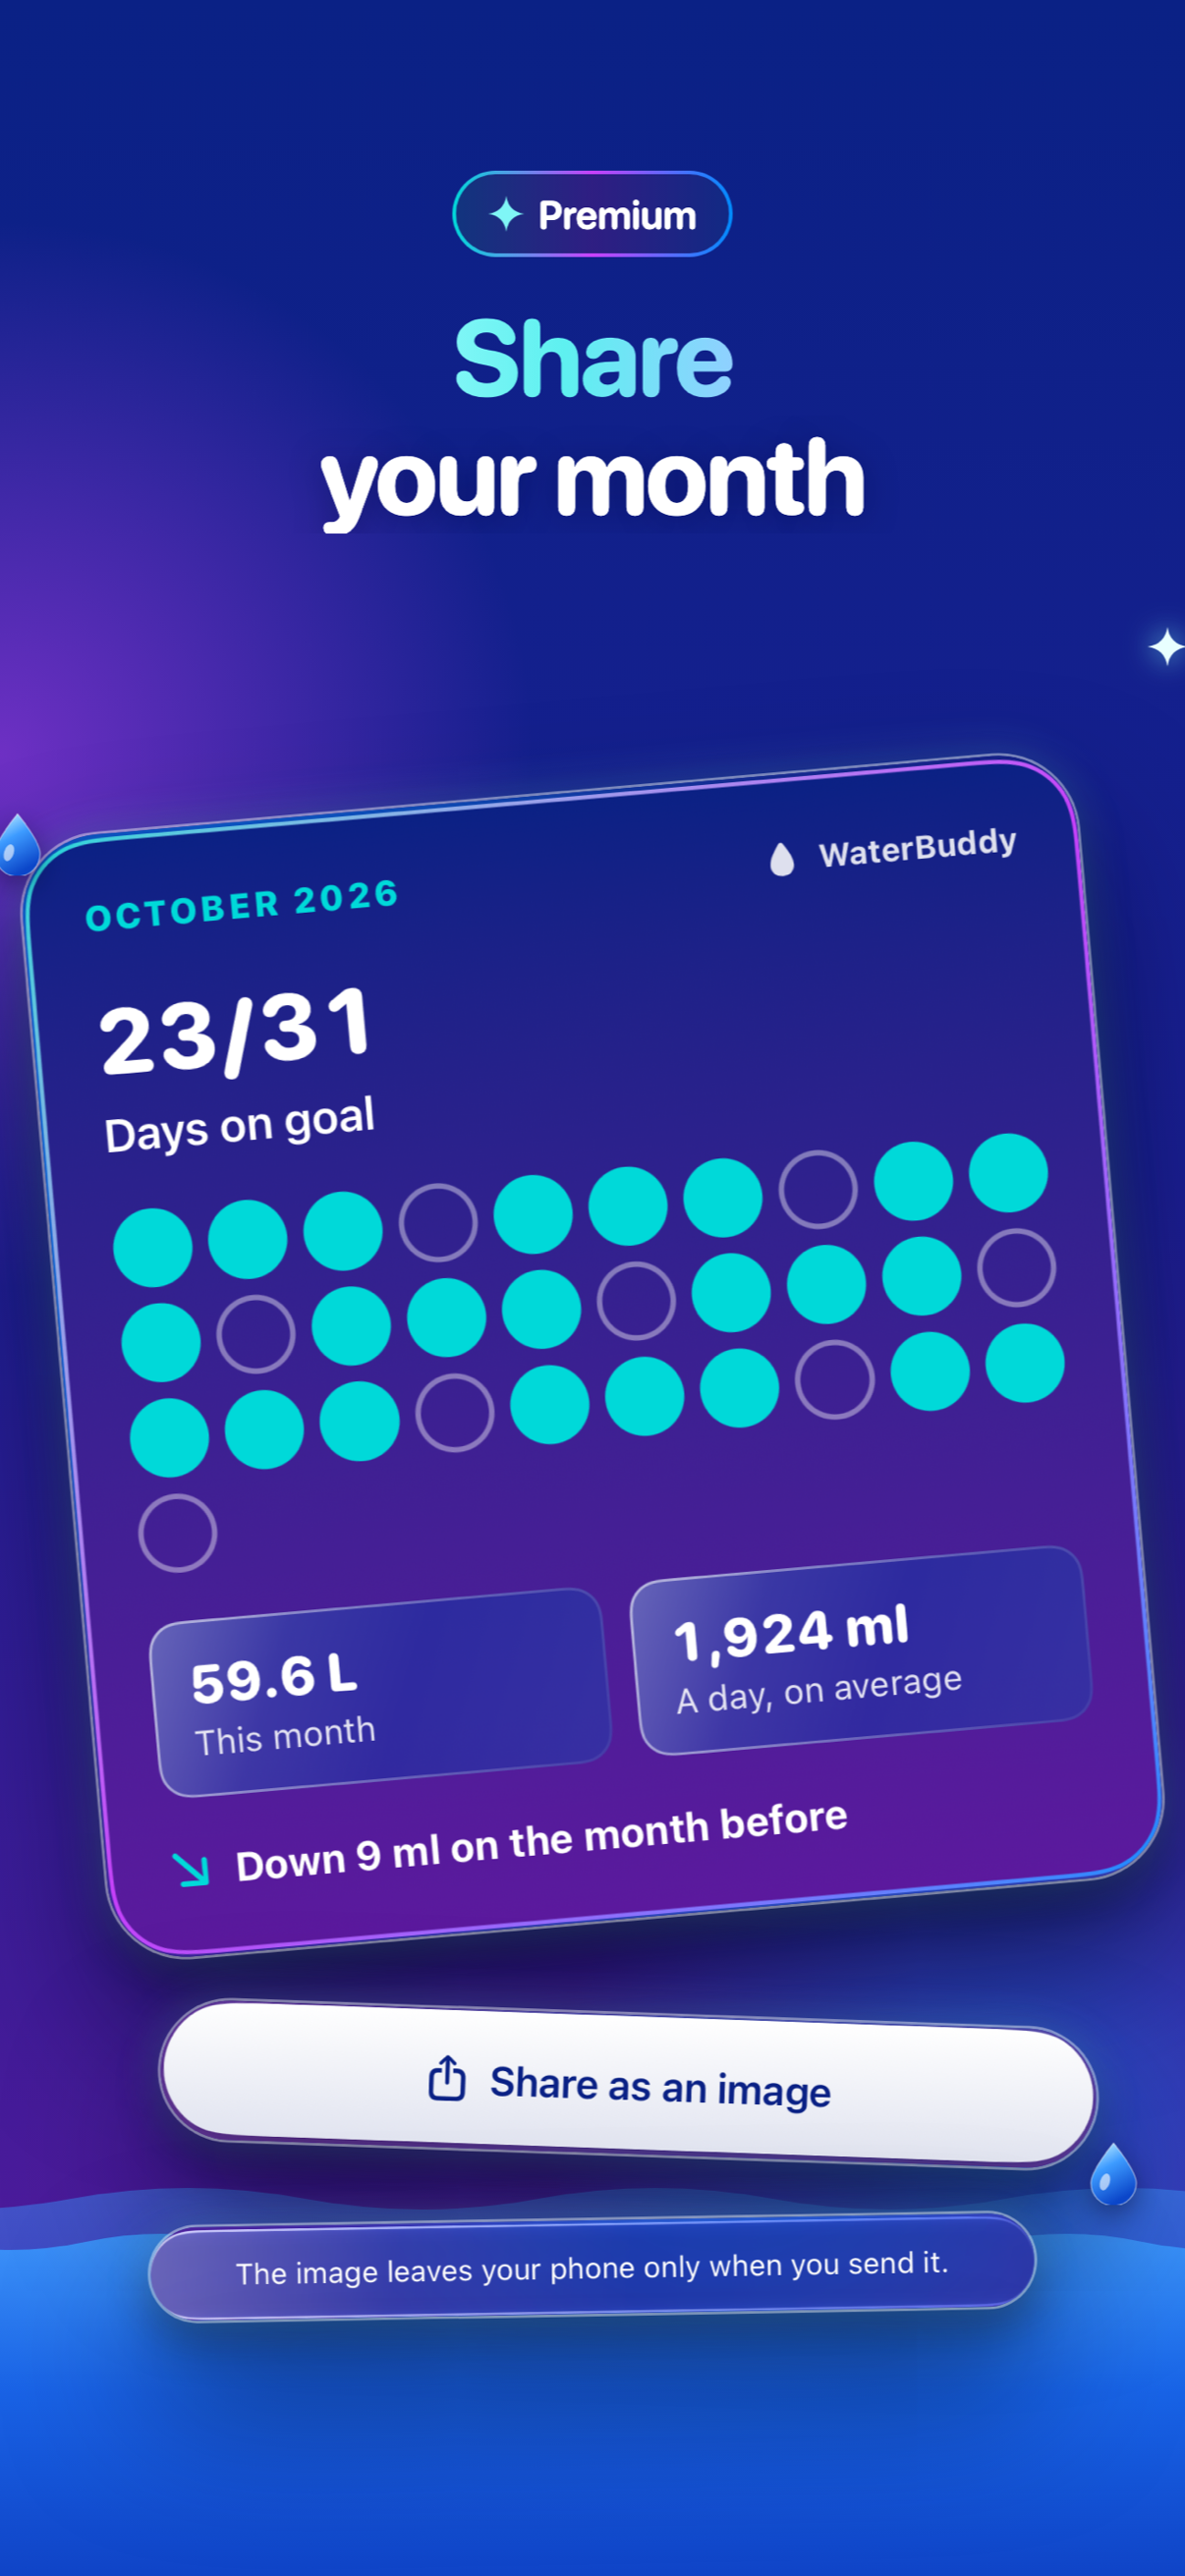 Premium
Share
your month
OCTOBER 2026
WaterBuddy
23/31
Days on goal
59.6 L
This month
1,924 ml
A day, on average
Down 9 ml on the month before
Share as an image
The image leaves your phone only when you send it.